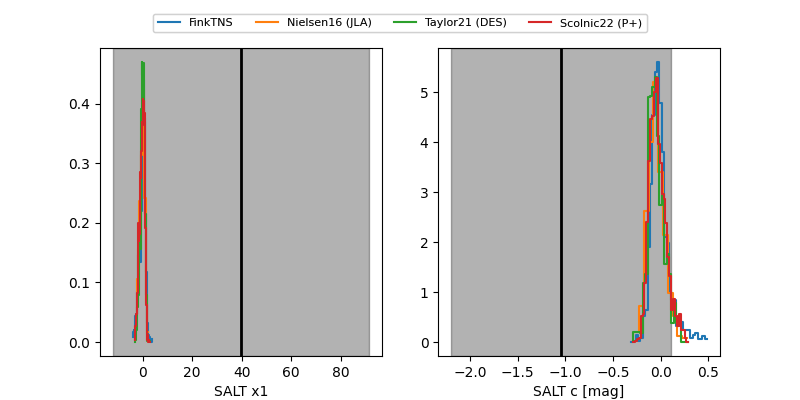 FinkTNS Nielsen16 (JLA) Taylor21 (DES) Scolnic22 (P+)
0.4
0.3
0.2
0.1
0.0
0 20 40 60 80
SALT x1
5
4
3
2
1
0
−2.0 −1.5 −1.0 −0.5 0.0 0.5
SALT c [mag]